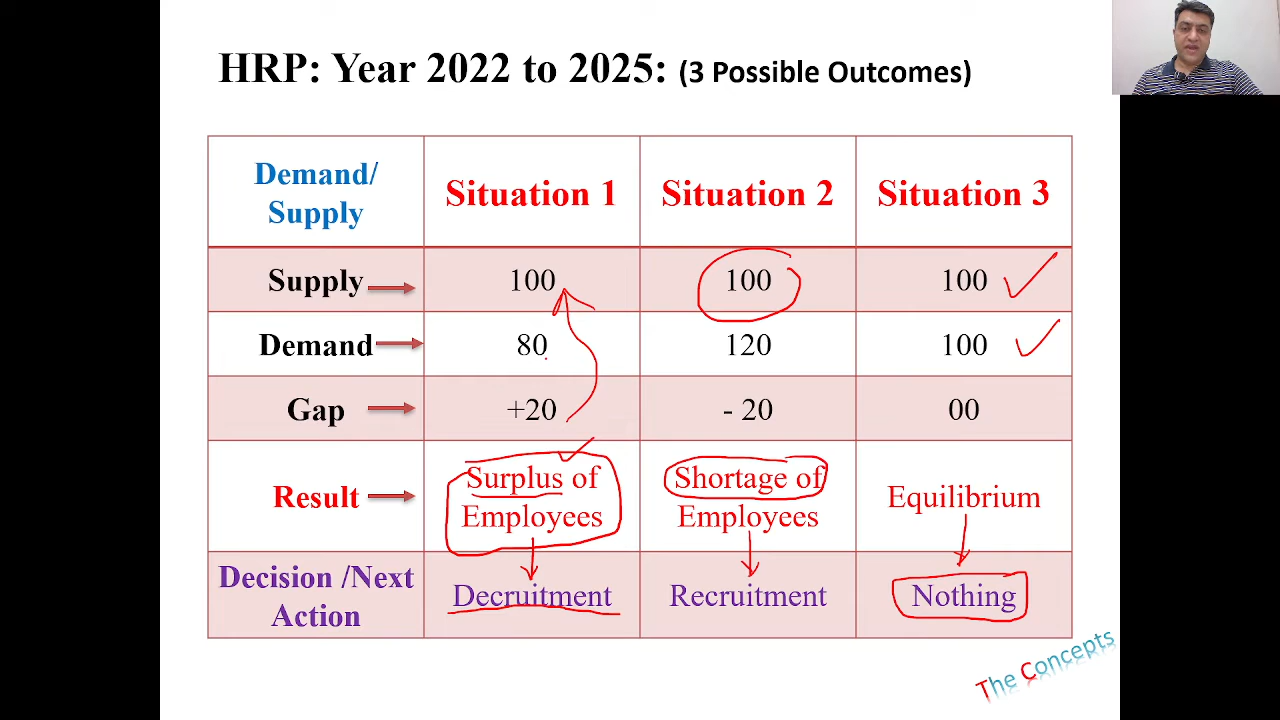 HRP: Year 2022 to 2025: (3 Possible Outcomes)
Demand/ Supply Situation 1 Situation 2 Situation 3
Supply 100 100 100
Demand 80 120 100
Gap +20 - 20 00
Result Surplus of Employees Shortage of Employees Equilibrium
Decision /Next Action Decruitment Recruitment Nothing
The Concepts